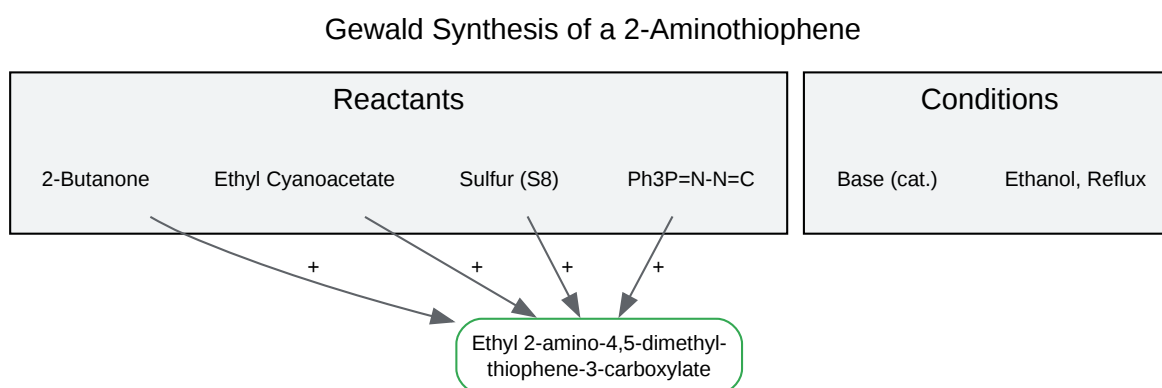 Gewald Synthesis of a 2-Aminothiophene
Reactants
Conditions
2-Butanone
Ethyl Cyanoacetate
Sulfur (S8)
Ph3P=N-N=C
Base (cat.)
Ethanol, Reflux
+
+
+
+
Ethyl 2-amino-4,5-dimethyl-
thiophene-3-carboxylate